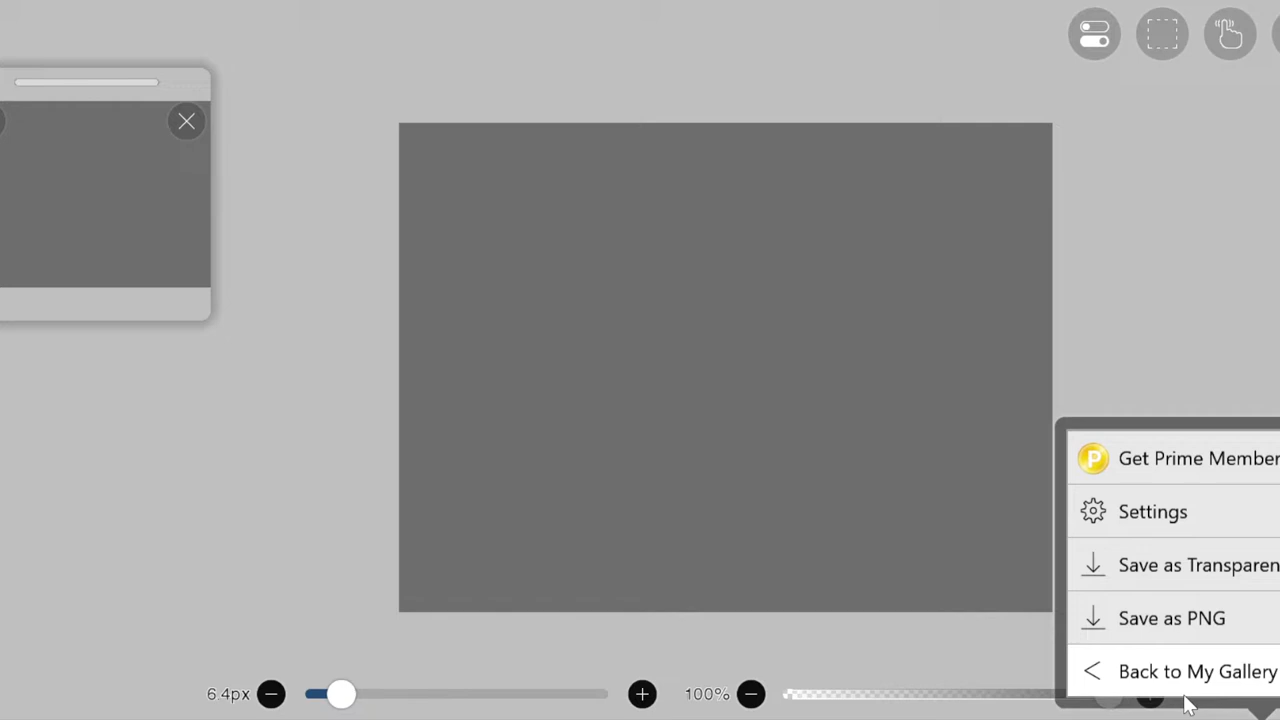 P
Get Prime Member
Settings
Save as Transparen
Save as PNG
Back to My Gallery
6.4px
100%